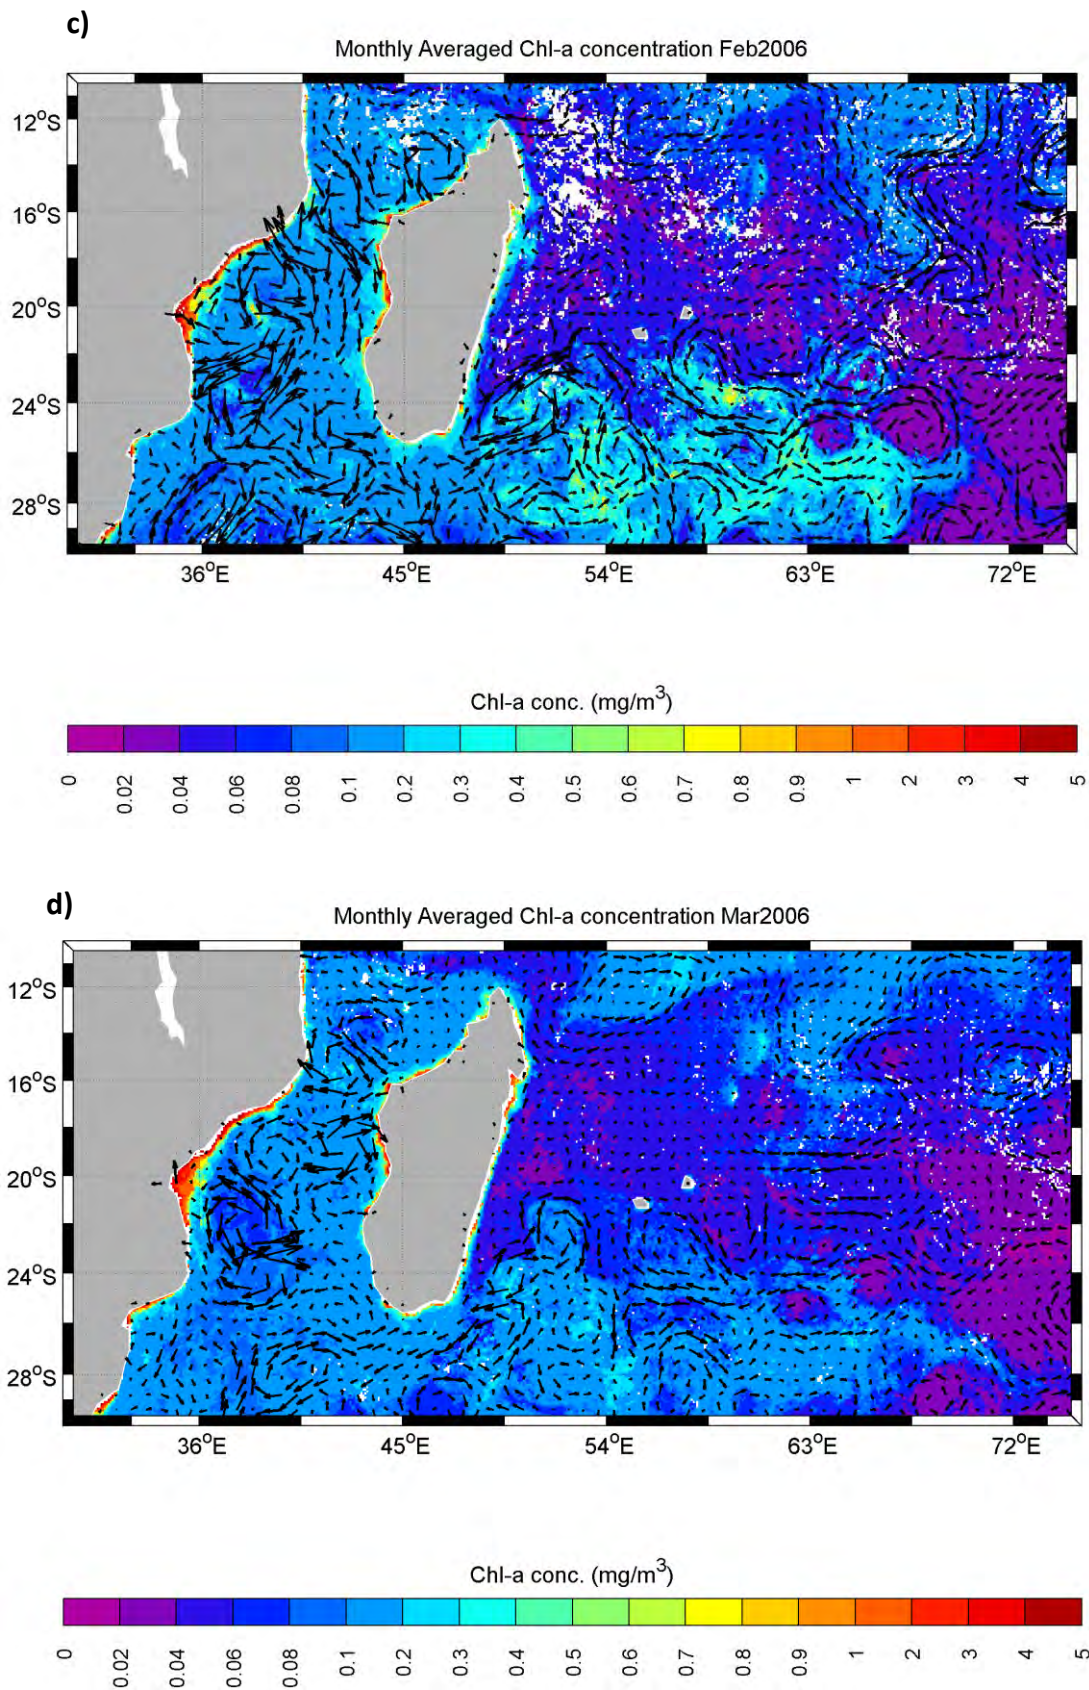 c)
Monthly Averaged Chl-a concentration Feb2006
12°S
16°S
20°S
24°S
28°S
36°E 45°E 54°E 63°E 72°E
Chl-a conc. (mg/m³)
0 0.02 0.04 0.06 0.08 0.1 0.2 0.3 0.4 0.5 0.6 0.7 0.8 0.9 1 2 3 4 5
d)
Monthly Averaged Chl-a concentration Mar2006
12°S
16°S
20°S
24°S
28°S
36°E 45°E 54°E 63°E 72°E
Chl-a conc. (mg/m³)
0 0.02 0.04 0.06 0.08 0.1 0.2 0.3 0.4 0.5 0.6 0.7 0.8 0.9 1 2 3 4 5